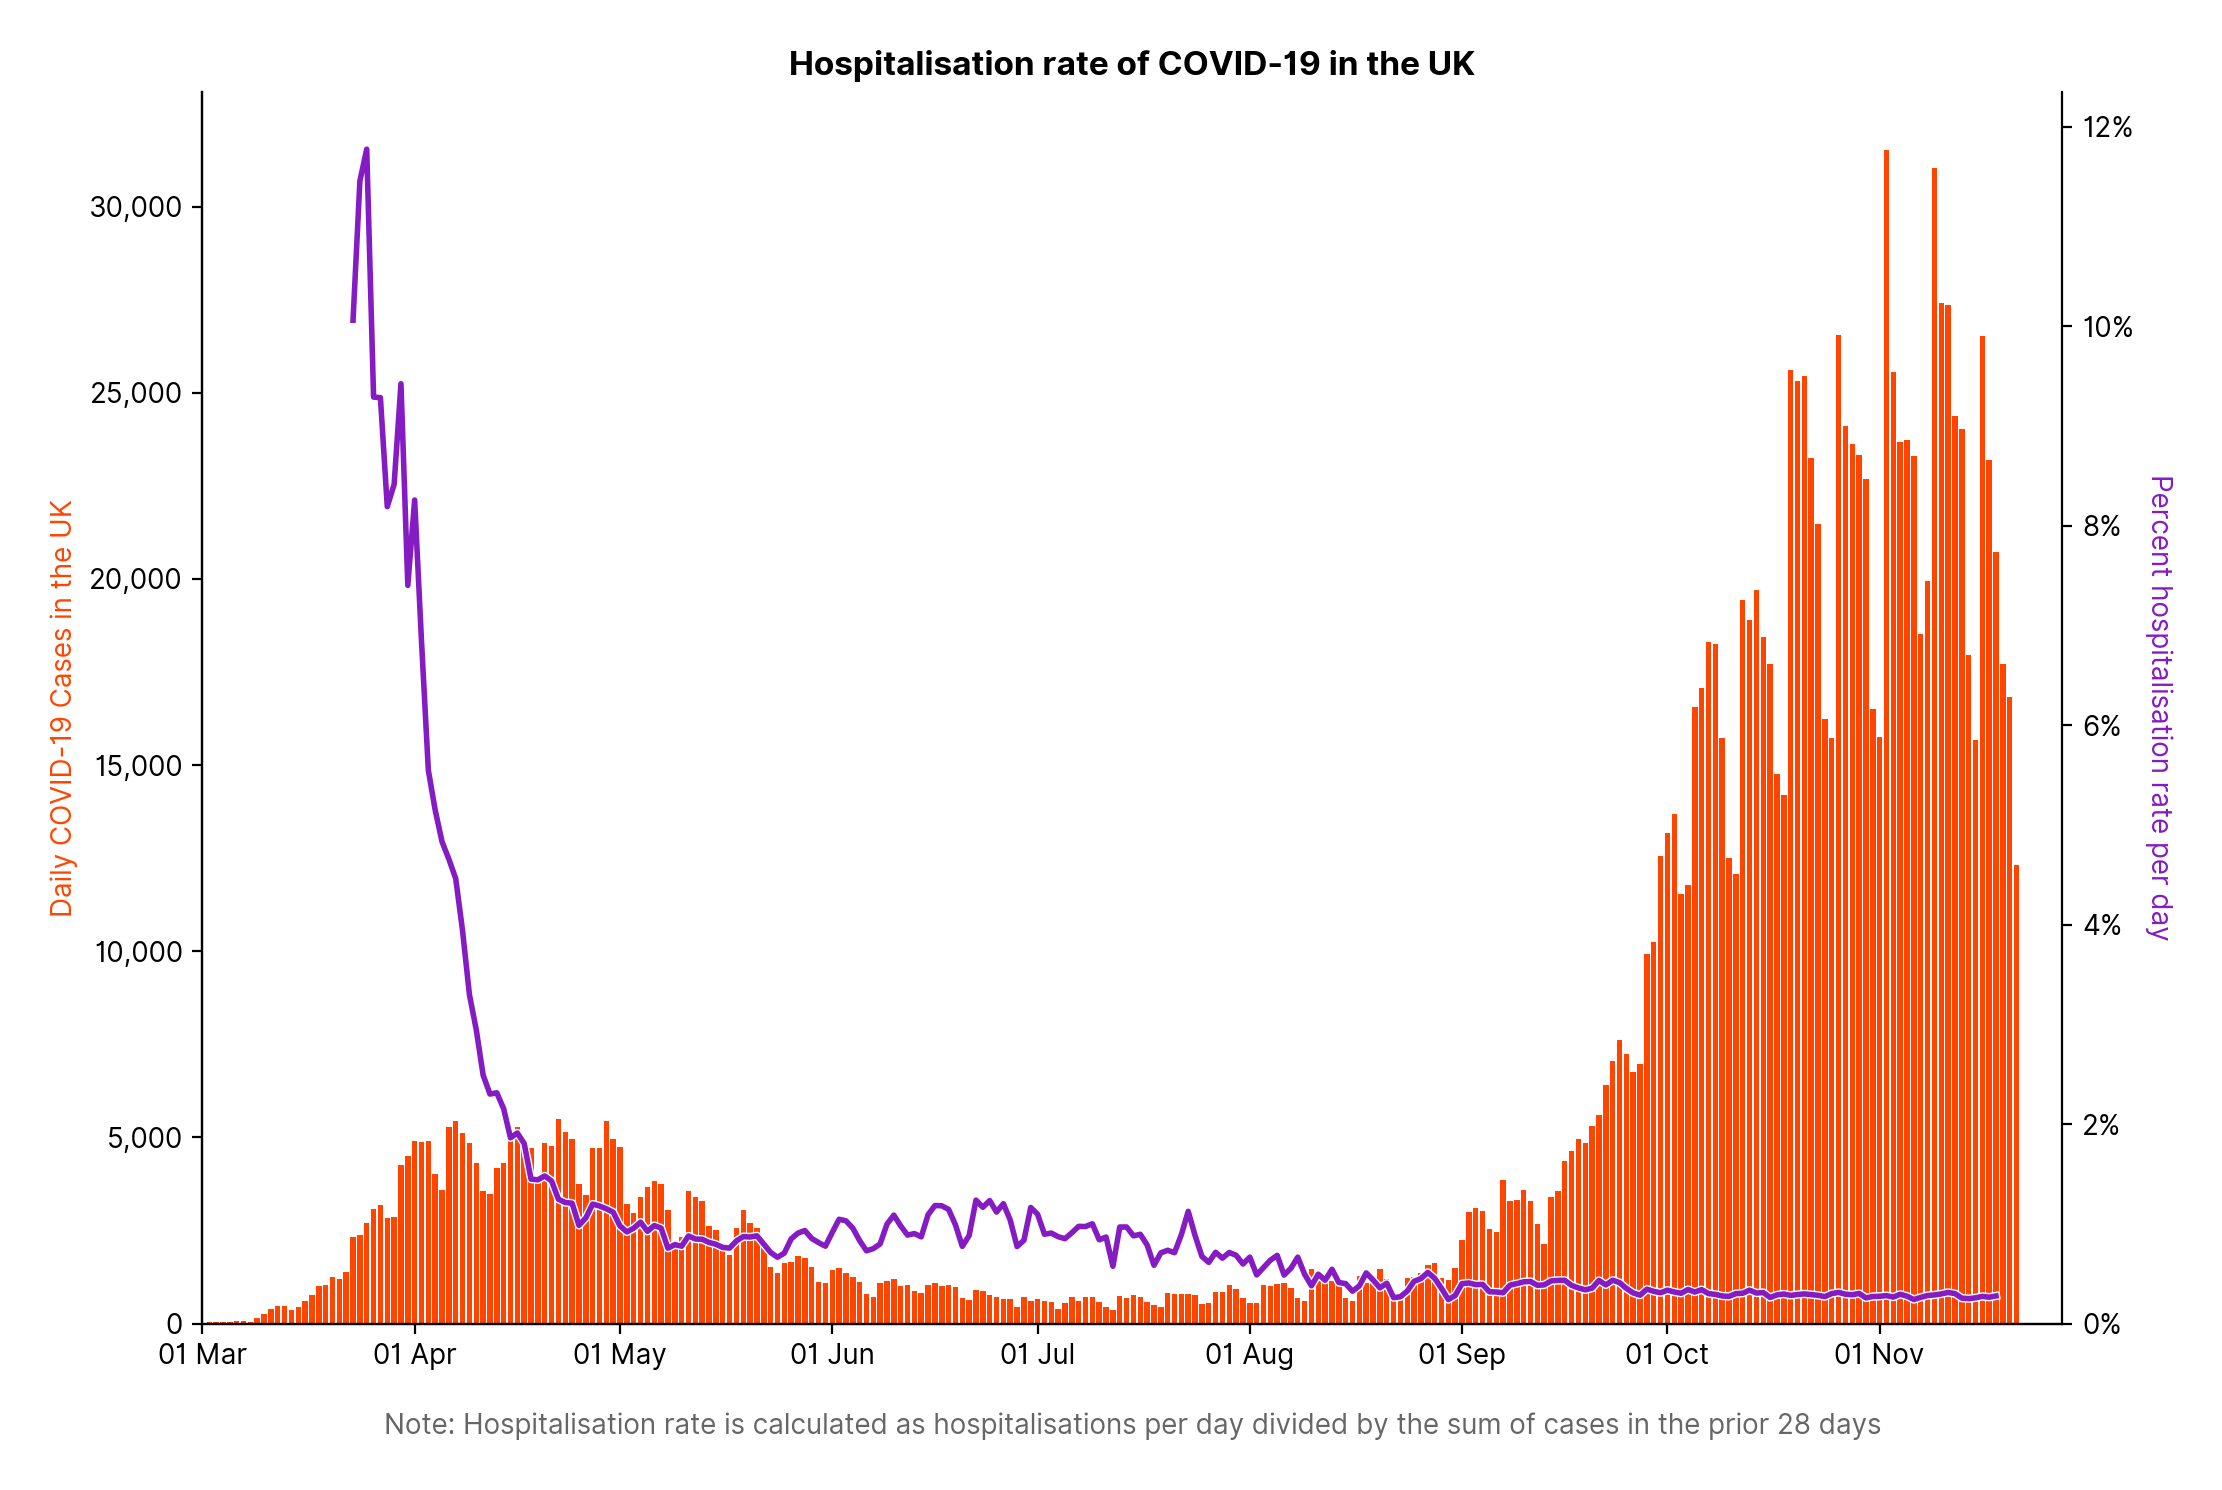 Hospitalisation rate of COVID-19 in the UK
Daily COVID-19 Cases in the UK
30,000
25,000
20,000
15,000
10,000
5,000
0
12%
10%
8%
6%
4%
2%
0%
Percent hospitalisation rate per day
01 Mar 01 Apr 01 May 01 Jun 01 Jul 01 Aug 01 Sep 01 Oct 01 Nov
Note: Hospitalisation rate is calculated as hospitalisations per day divided by the sum of cases in the prior 28 days